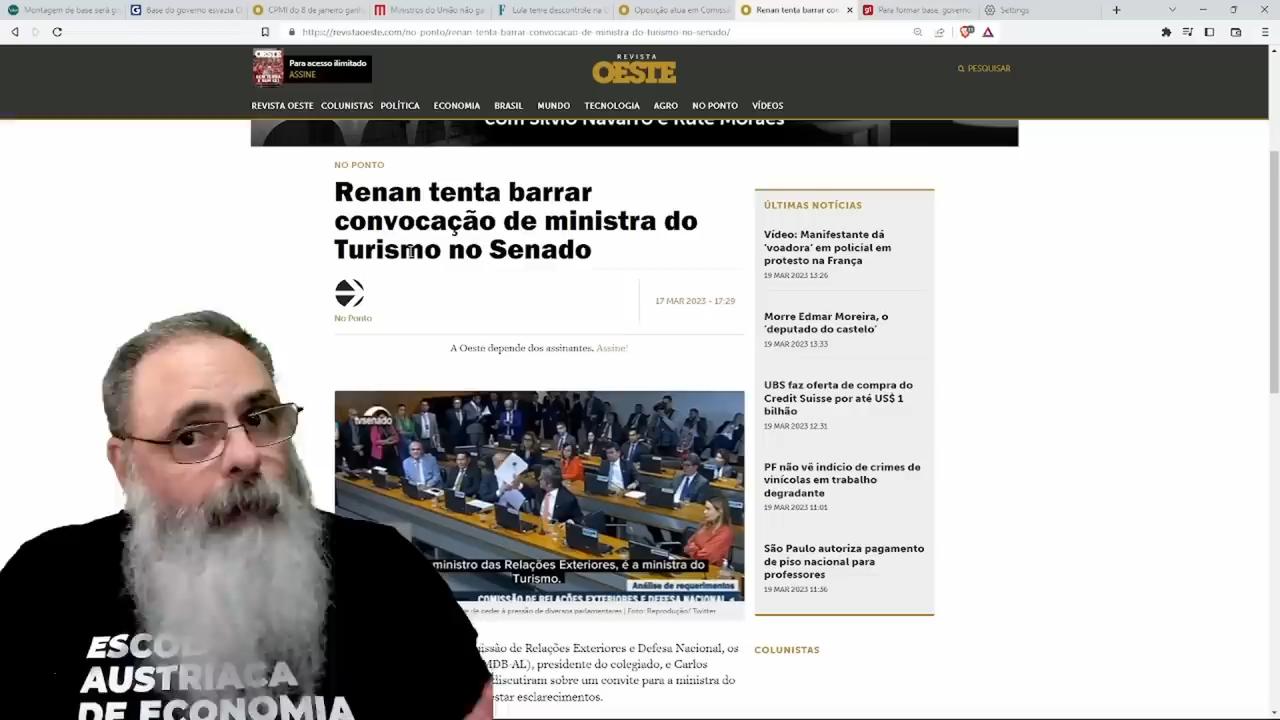 Montagem de base será g
Base do governo esvazia CI
CPMI do 8 de janeiro ganh
Ministros do União não ga
Lula teme descontrole na C
Oposição atua em Comissã
Renan tenta barrar co
Para formar base, governo
Settings
https://revistaoeste.com/no-ponto/renan-tenta-barrar-convocacao-de-ministra-do-turismo-no-senado/
OESTE
Para acesso ilimitado
ASSINE
REVISTA
OESTE
PESQUISAR
REVISTA OESTE COLUNISTAS POLÍTICA ECONOMIA BRASIL MUNDO TECNOLOGIA AGRO NO PONTO VÍDEOS
Com Silvio Navarro e Rute Moraes
NO PONTO
Renan tenta barrar
convocação de ministra do
Turismo no Senado
No Ponto
17 MAR 2023 - 17:29
A Oeste depende dos assinantes. Assine!
tvsenado
ministro das Relações Exteriores, é a ministra do
Turismo.
Análise de requerimentos
COMISSÃO DE RELAÇÕES EXTERIORES E DEFESA NACIONAL
de ceder à pressão de diversos parlamentares | Foto: Reprodução/ Twitter
issão de Relações Exteriores e Defesa Nacional, os
MDB-AL), presidente do colegiado, e Carlos
discutiram sobre um convite para a ministra do
estar esclarecimentos.
ÚLTIMAS NOTÍCIAS
Vídeo: Manifestante dá
'voadora' em policial em
protesto na França
19 MAR 2023 13:26
Morre Edmar Moreira, o
'deputado do castelo'
19 MAR 2023 13:33
UBS faz oferta de compra do
Credit Suisse por até US$ 1
bilhão
19 MAR 2023 12:31
PF não vê indício de crimes de
vinícolas em trabalho
degradante
19 MAR 2023 11:01
São Paulo autoriza pagamento
de piso nacional para
professores
19 MAR 2023 11:36
COLUNISTAS
ESCO
AUSTRIACA
DE ECONOMIA